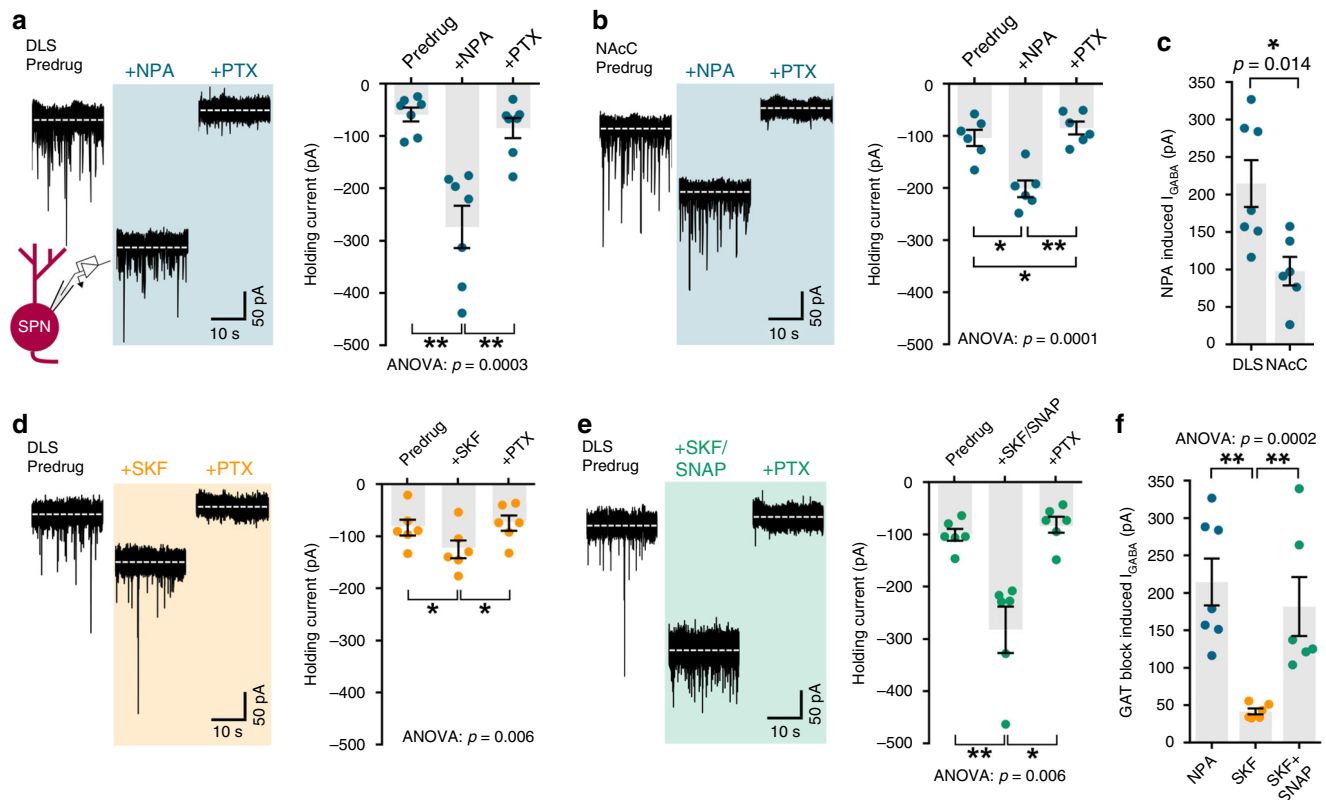 a
DLS
Predrug
+NPA
+PTX
SPN
10 s
50 pA
Predrug
+NPA
+PTX
Holding current (pA)
0
–100
–200
–300
–400
–500
**
**
ANOVA: p = 0.0003
b
NAcC
Predrug
+NPA
+PTX
10 s
50 pA
Predrug
+NPA
+PTX
Holding current (pA)
0
–100
–200
–300
–400
–500
*
**
*
ANOVA: p = 0.0001
c
*
p = 0.014
NPA induced IGABA (pA)
350
300
250
200
150
100
50
0
DLS
NAcC
d
DLS
Predrug
+SKF
+PTX
10 s
50 pA
Predrug
+SKF
+PTX
Holding current (pA)
0
–100
–200
–300
–400
–500
*
*
ANOVA: p = 0.006
e
DLS
Predrug
+SKF/
SNAP
+PTX
10 s
50 pA
Predrug
+SKF/SNAP
+PTX
Holding current (pA)
0
–100
–200
–300
–400
–500
**
*
ANOVA: p = 0.006
f
ANOVA: p = 0.0002
**
**
GAT block induced IGABA (pA)
350
300
250
200
150
100
50
0
NPA
SKF
SKF+
SNAP